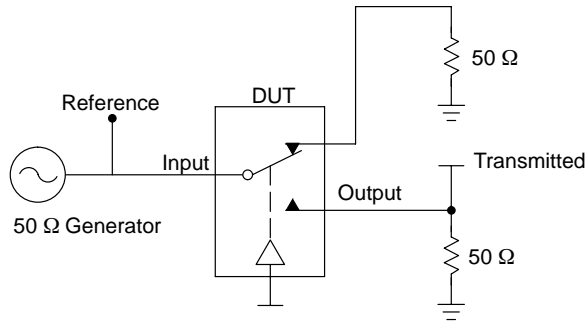 50 Ω
DUT
Reference
Input
Transmitted
Output
50 Ω Generator
50 Ω